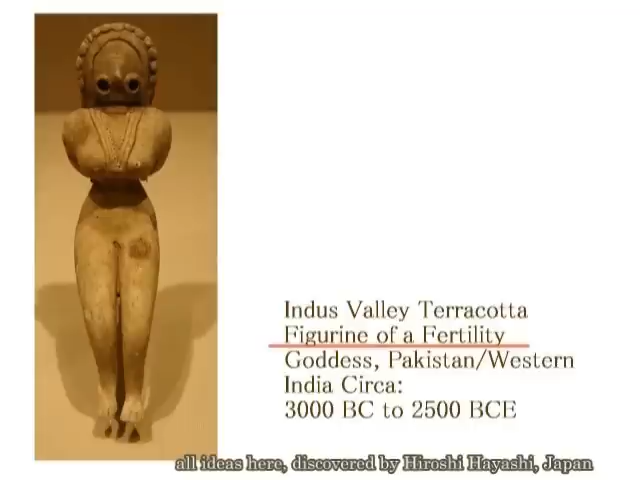 Indus Valley Terracotta
Figurine of a Fertility
Goddess, Pakistan/Western
India Circa:
3000 BC to 2500 BCE
all ideas here, discovered by Hiroshi Hayashi, Japan